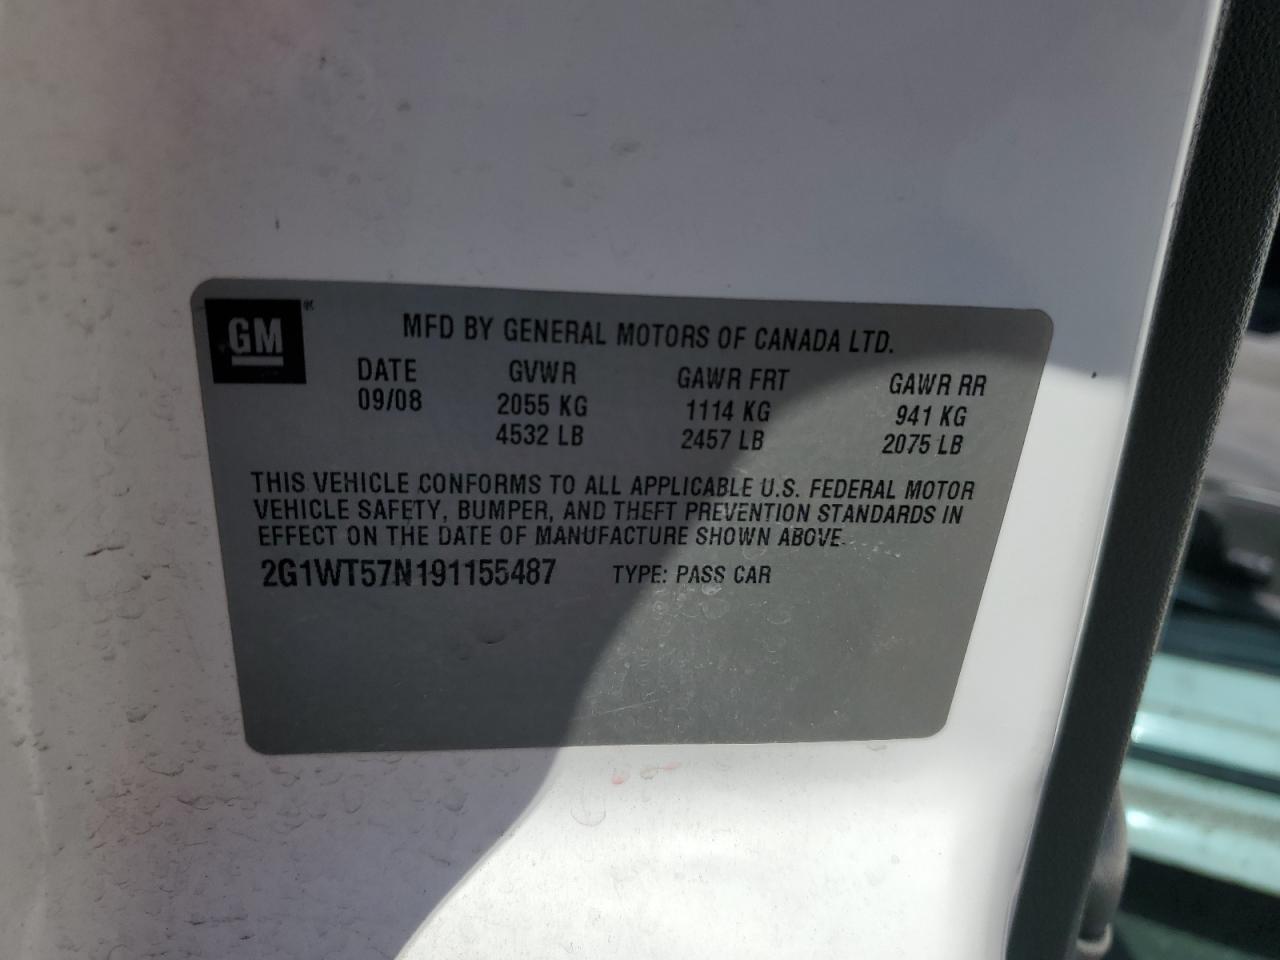 GM
MFD BY GENERAL MOTORS OF CANADA LTD.
DATE GVWR GAWR FRT GAWR RR
09/08 2055 KG 1114 KG 941 KG
4532 LB 2457 LB 2075 LB
THIS VEHICLE CONFORMS TO ALL APPLICABLE U.S. FEDERAL MOTOR
VEHICLE SAFETY, BUMPER, AND THEFT PREVENTION STANDARDS IN
EFFECT ON THE DATE OF MANUFACTURE SHOWN ABOVE.
2G1WT57N191155487 TYPE: PASS CAR